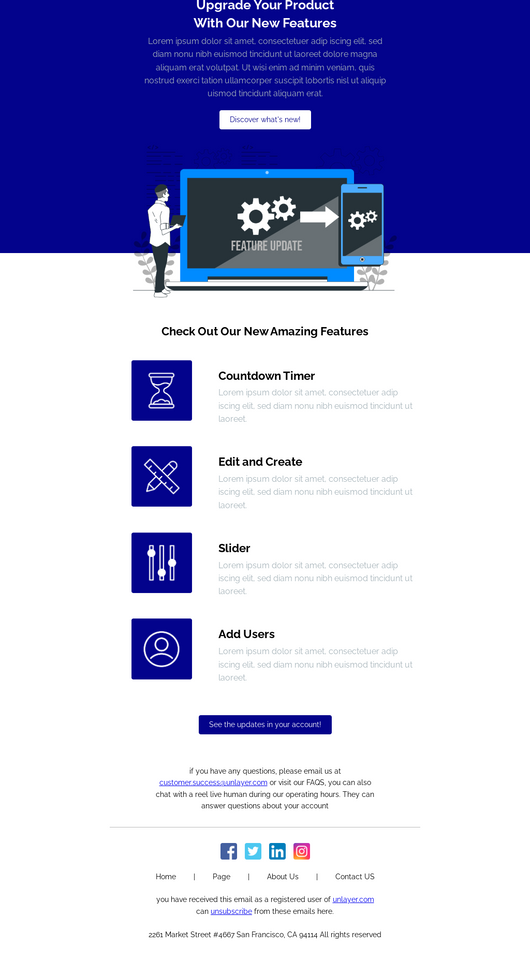 Upgrade Your Product
With Our New Features
Lorem ipsum dolor sit amet, consectetuer adip iscing elit, sed
diam nonu nibh euismod tincidunt ut laoreet dolore magna
aliquam erat volutpat. Ut wisi enim ad minim veniam, quis
nostrud exerci tation ullamcorper suscipit lobortis nisl ut aliquip
uismod tincidunt aliquam erat.
Discover what's new!
FEATURE UPDATE
Check Out Our New Amazing Features
Countdown Timer
Lorem ipsum dolor sit amet, consectetuer adip
iscing elit, sed diam nonu nibh euismod tincidunt ut
laoreet.
Edit and Create
Lorem ipsum dolor sit amet, consectetuer adip
iscing elit, sed diam nonu nibh euismod tincidunt ut
laoreet.
Slider
Lorem ipsum dolor sit amet, consectetuer adip
iscing elit, sed diam nonu nibh euismod tincidunt ut
laoreet.
Add Users
Lorem ipsum dolor sit amet, consectetuer adip
iscing elit, sed diam nonu nibh euismod tincidunt ut
laoreet.
See the updates in your account!
if you have any questions, please email us at
customer.success@unlayer.com or visit our FAQS, you can also
chat with a reel live human during our operating hours. They can
answer questions about your account
Home | Page | About Us | Contact US
you have received this email as a registered user of unlayer.com
can unsubscribe from these emails here.
2261 Market Street #4667 San Francisco, CA 94114 All rights reserved